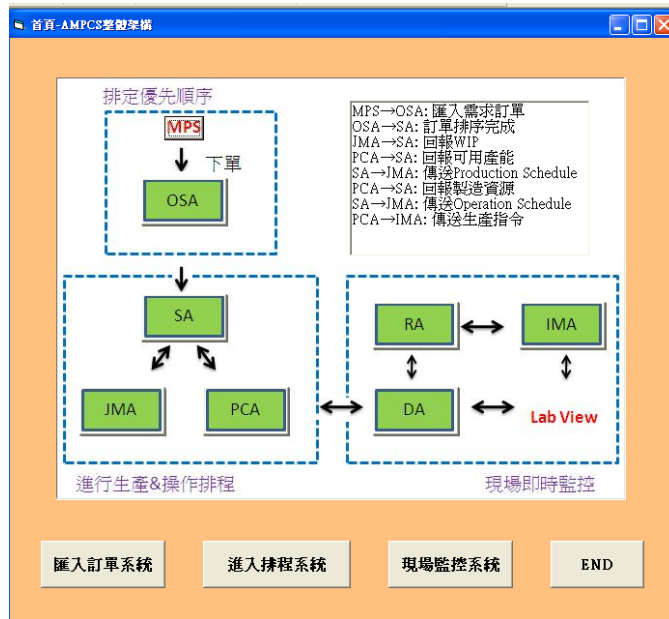 首頁-AMPCS整體架構
排定優先順序
MPS
下單
OSA
MPS→OSA: 匯入需求訂單
OSA→SA: 訂單排序完成
JMA→SA: 回報WIP
PCA→SA: 回報可用產能
SA→JMA: 傳送Production Schedule
PCA→SA: 回報製造資源
SA→JMA: 傳送Operation Schedule
PCA→IMA: 傳送生產指令
SA
JMA
PCA
進行生產&操作排程
RA
IMA
DA
Lab View
現場即時監控
匯入訂單系統
進入排程系統
現場監控系統
END